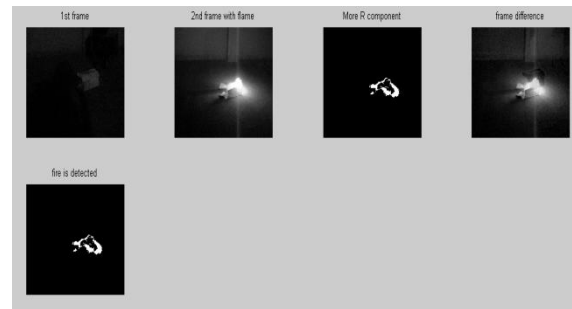 1st frame
2nd frame with flame
More R component
frame difference
fire is detected